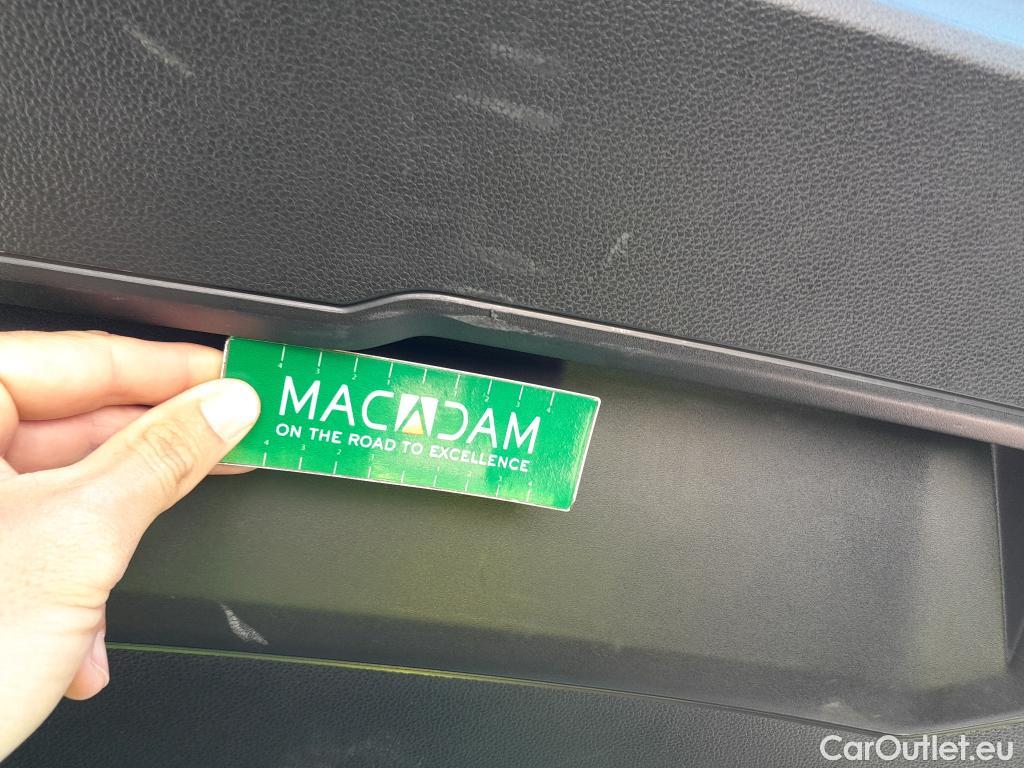 MACADAM
ON THE ROAD TO EXCELLENCE
CarOutlet.eu